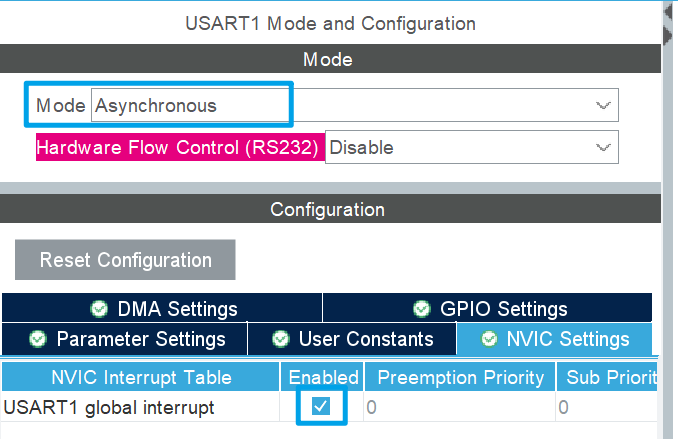 USART1 Mode and Configuration
Mode
Mode Asynchronous
Hardware Flow Control (RS232) Disable
Configuration
Reset Configuration
DMA Settings GPIO Settings
Parameter Settings User Constants NVIC Settings
NVIC Interrupt Table Enabled Preemption Priority Sub Priorit
USART1 global interrupt 0 0